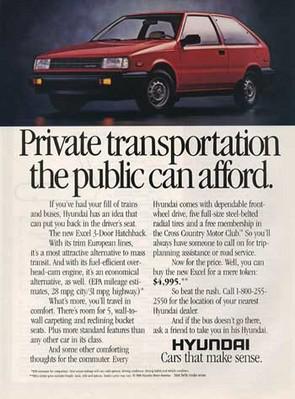 Private transportation
the public can afford.
If you've had your fill of trains
and buses, Hyundai has an idea that
can put you back in the driver's seat.
The new Excel 3-Door Hatchback.
With its trim European lines,
it's a most attractive alternative to mass
transit. And with its fuel-efficient over-
head-cam engine, it's an economical
alternative, as well. (EPA mileage esti-
mates, 28 mpg city/31 mpg highway.)*
What's more, you'll travel in
comfort. There's room for 5, wall-to-
wall carpeting and reclining bucket
seats. Plus more standard features than
any other car in its class.
And some other comforting
thoughts for the commuter. Every
Hyundai comes with dependable front-
wheel drive, five full-size steel-belted
radial tires and a free membership in
the Cross Country Motor Club. So you'll
always have someone to call on for trip-
planning assistance or road service.
Now for the price. Well, you can
buy the new Excel for a mere token:
$4,995.**
So beat the rush. Call 1-800-255-
2550 for the location of your nearest
Hyundai dealer.
And if the bus doesn't go there,
ask a friend to take you in his Hyundai.
HYUNDAI
Cars that make sense.